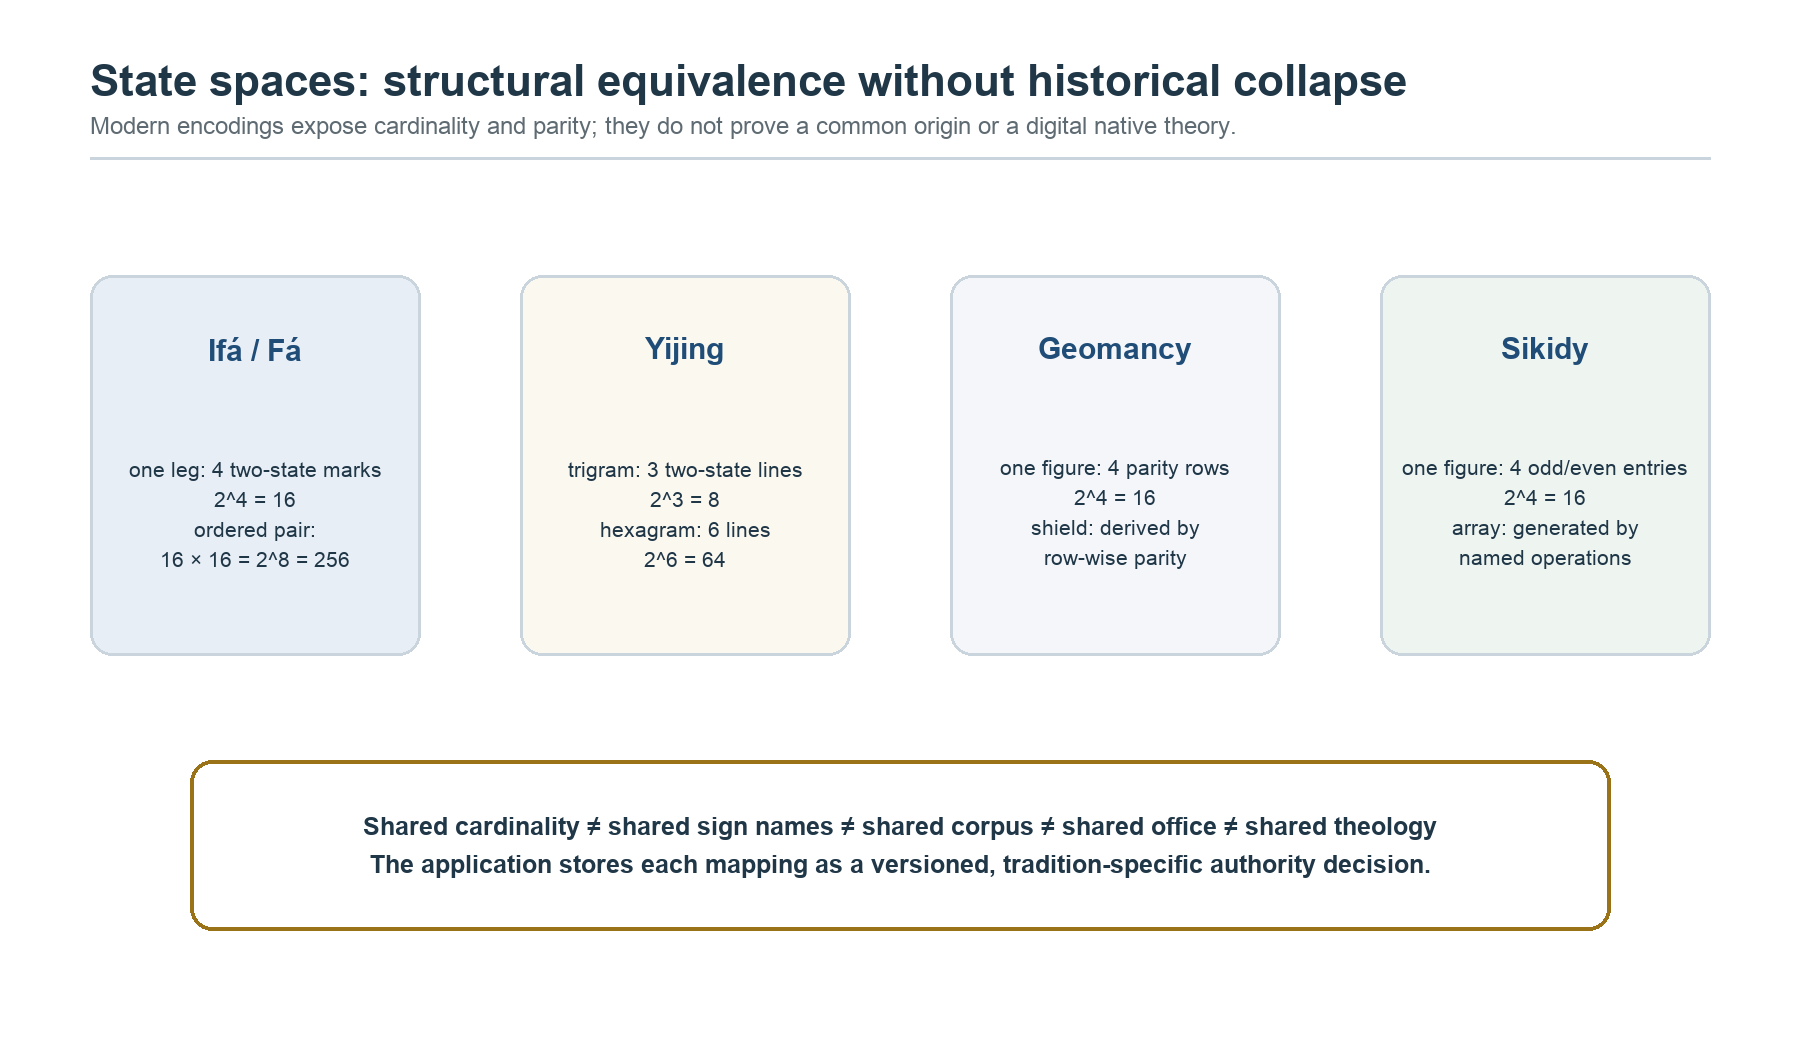 State spaces: structural equivalence without historical collapse
Modern encodings expose cardinality and parity; they do not prove a common origin or a digital native theory.
Ifá / Fá
one leg: 4 two-state marks
2^4 = 16
ordered pair:
16 × 16 = 2^8 = 256
Yijing
trigram: 3 two-state lines
2^3 = 8
hexagram: 6 lines
2^6 = 64
Geomancy
one figure: 4 parity rows
2^4 = 16
shield: derived by
row-wise parity
Sikidy
one figure: 4 odd/even entries
2^4 = 16
array: generated by
named operations
Shared cardinality ≠ shared sign names ≠ shared corpus ≠ shared office ≠ shared theology
The application stores each mapping as a versioned, tradition-specific authority decision.